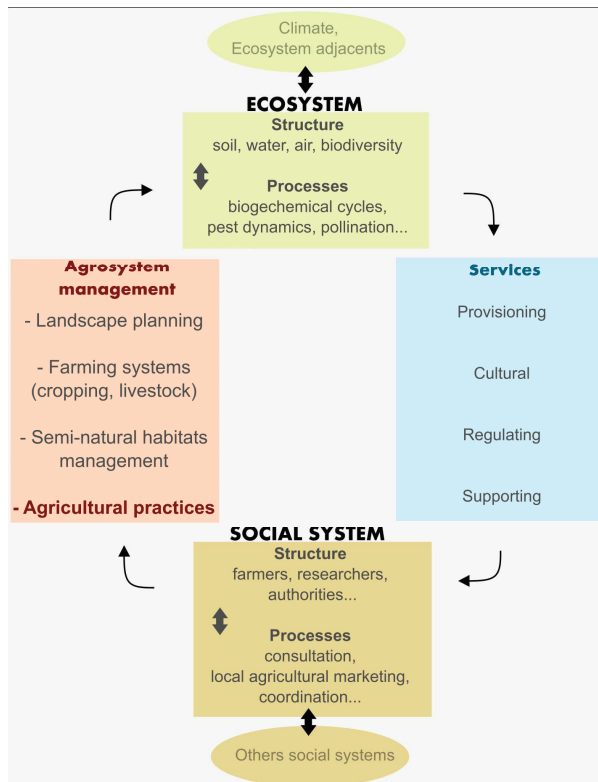 Climate,
Ecosystem adjacents
ECOSYSTEM
Structure
soil, water, air, biodiversity
Processes
biogechemical cycles,
pest dynamics, pollination...
Agrosystem
management
- Landscape planning
- Farming systems
(cropping, livestock)
- Semi-natural habitats
management
- Agricultural practices
Services
Provisioning
Cultural
Regulating
Supporting
SOCIAL SYSTEM
Structure
farmers, researchers,
authorities...
Processes
consultation,
local agricultural marketing,
coordination...
Others social systems